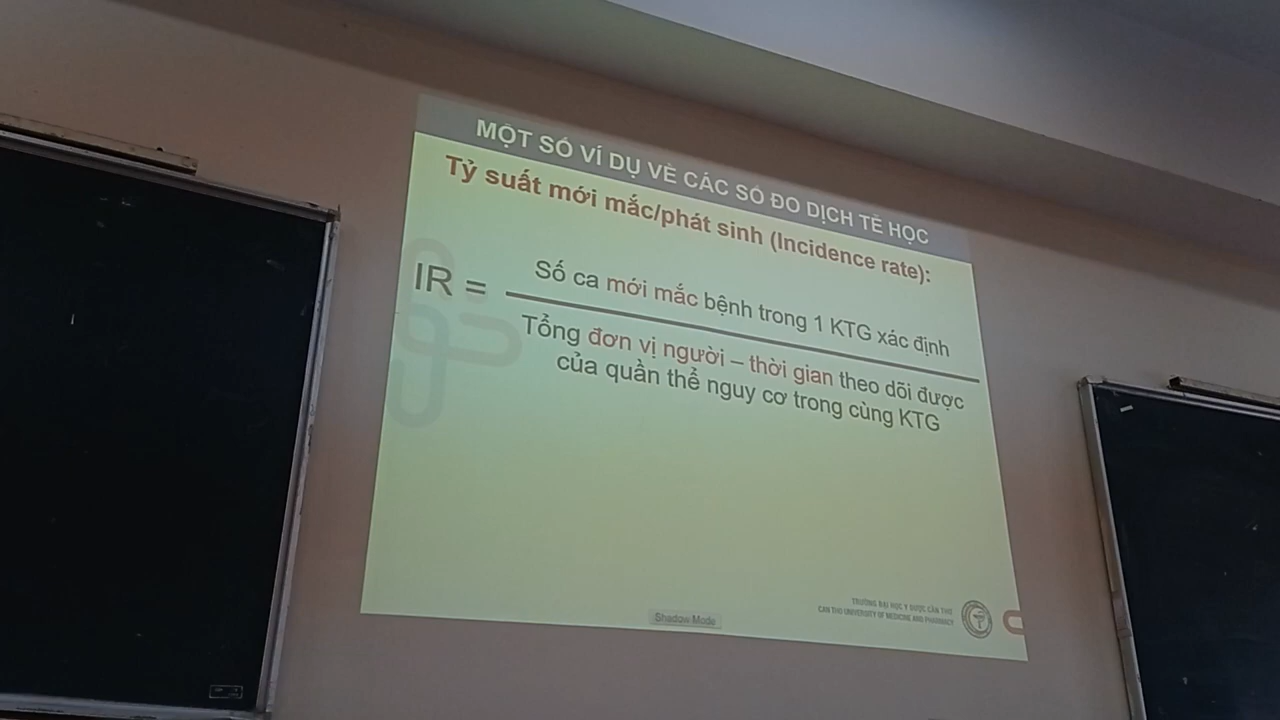 MỘT SỐ VÍ DỤ VỀ CÁC SỐ ĐO DỊCH TỄ HỌC
Tỷ suất mới mắc/phát sinh (Incidence rate):
IR =
Số ca mới mắc bệnh trong 1 KTG xác định
Tổng đơn vị người – thời gian theo dõi được
của quần thể nguy cơ trong cùng KTG
TRƯỜNG ĐẠI HỌC Y DƯỢC CẦN THƠ
CAN THO UNIVERSITY OF MEDICINE AND PHARMACY
Shadow Mode